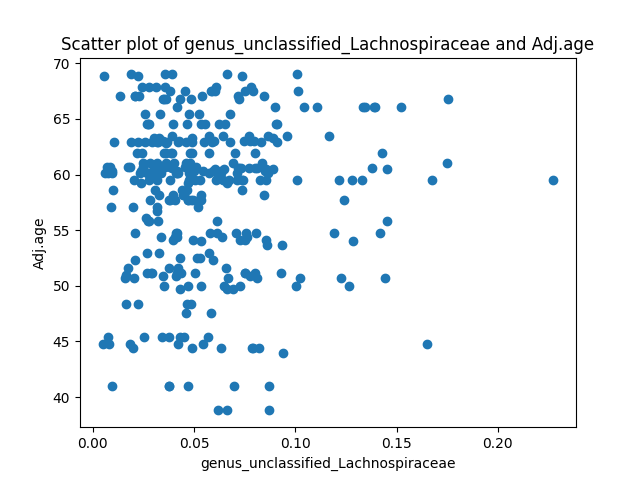 Scatter plot of genus_unclassified_Lachnospiraceae and Adj.age
70
65
60
55
50
45
40
Adj.age
0.00 0.05 0.10 0.15 0.20
genus_unclassified_Lachnospiraceae